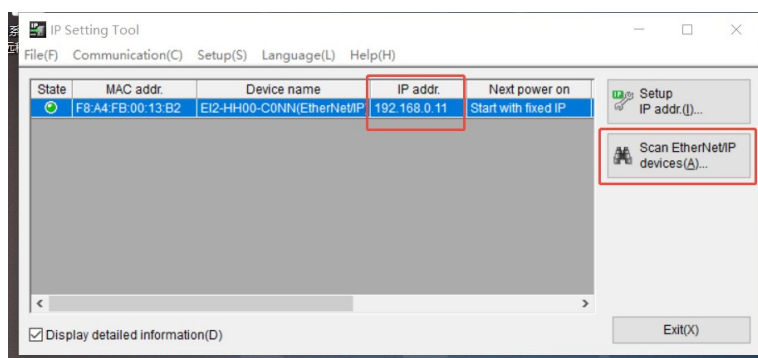 IP Setting Tool
File(F) Communication(C) Setup(S) Language(L) Help(H)
State MAC addr. Device name IP addr. Next power on
F8:A4:FB:00:13:B2 EI2-HH00-C0NN(EtherNet/IP 192.168.0.11 Start with fixed IP
Setup
IP addr.(I)...
Scan EtherNet/IP
devices(A)...
Display detailed information(D)
Exit(X)